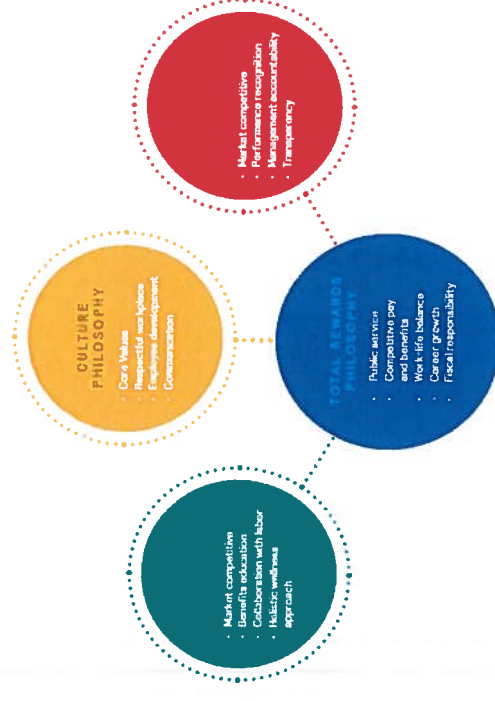 • Market competitive
• Benefits education
• Collaboration with labor
• Holistic wellness
approach
CULTURE
PHILOSOPHY
• Core Values
• Respectful workplace
• Employee development
• Communication
• Market competitive
• Performance recognition
• Management accountability
• Transparency
TOTAL REWARDS
PHILOSOPHY
• Public service
• Competitive pay
and benefits
• Work-life balance
• Career growth
• Fiscal responsibility